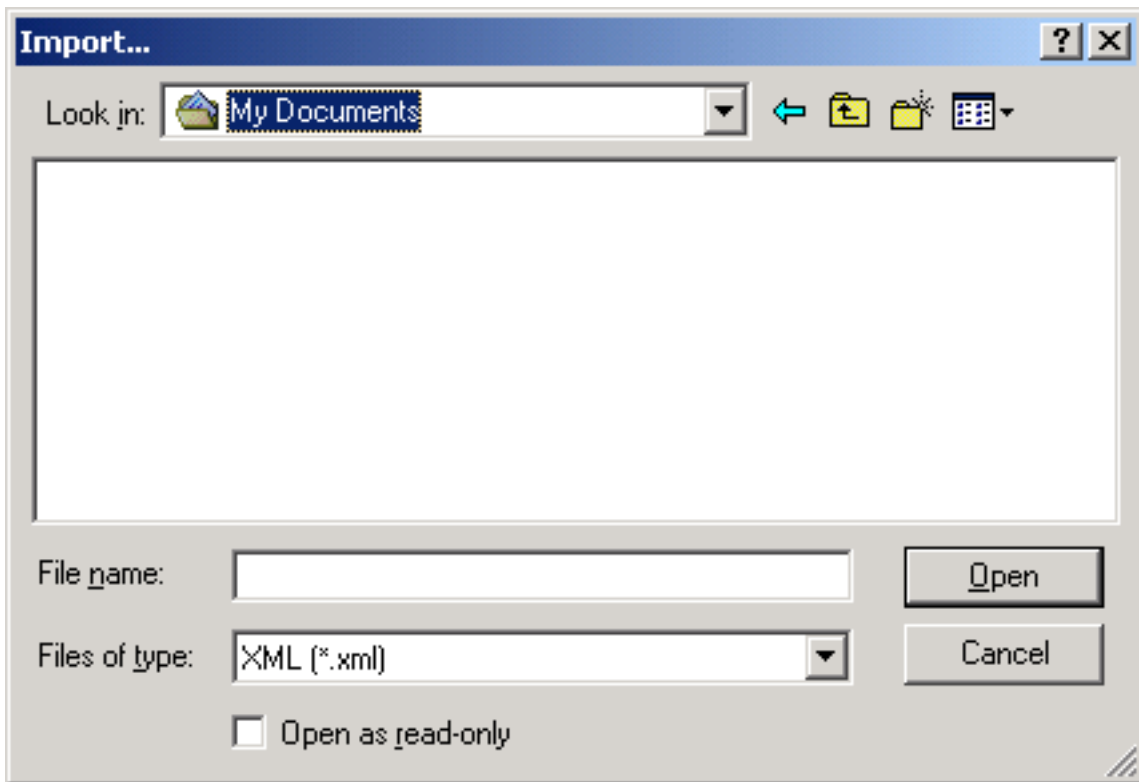 Import...
Look in: My Documents
File name:
Open
Files of type: XML (*.xml)
Cancel
Open as read-only